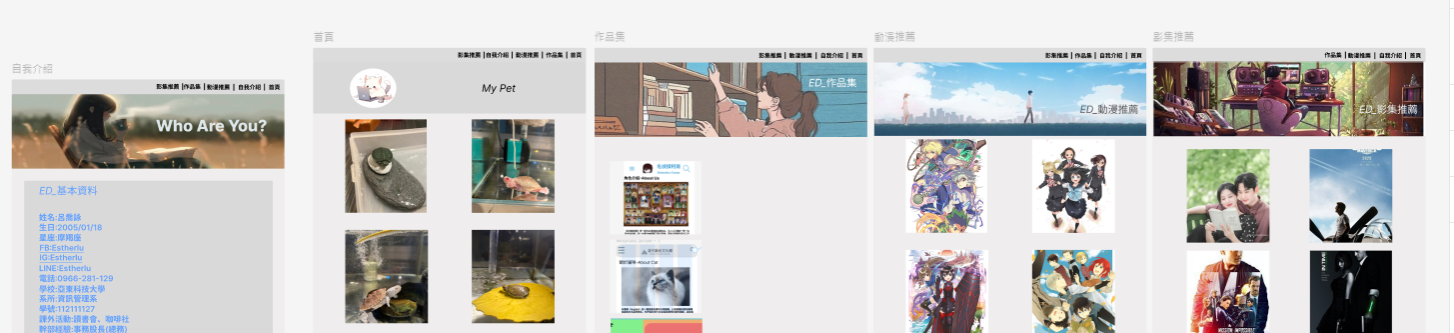 自我介紹
影集推薦 | 作品集 | 動漫推薦 | 自我介紹 | 首頁
Who Are You?
ED_基本資料
姓名:呂喬詠
生日:2005/01/18
星座:摩羯座
FB:Estherlu
IG:Estherlu
LINE:Estherlu
電話:0966-281-129
學校:亞東科技大學
系所:資訊管理系
學號:112111127
課外活動:讀書會、咖啡社
幹部經驗:事務股長(總務)
首頁
影集推薦 | 自我介紹 | 動漫推薦 | 作品集 | 首頁
My Pet
作品集
影集推薦 | 動漫推薦 | 自我介紹 | 首頁
ED_作品集
動漫推薦
影集推薦 | 作品集 | 自我介紹 | 首頁
ED_動漫推薦
影集推薦
作品集 | 動漫推薦 | 自我介紹 | 首頁
ED_影集推薦